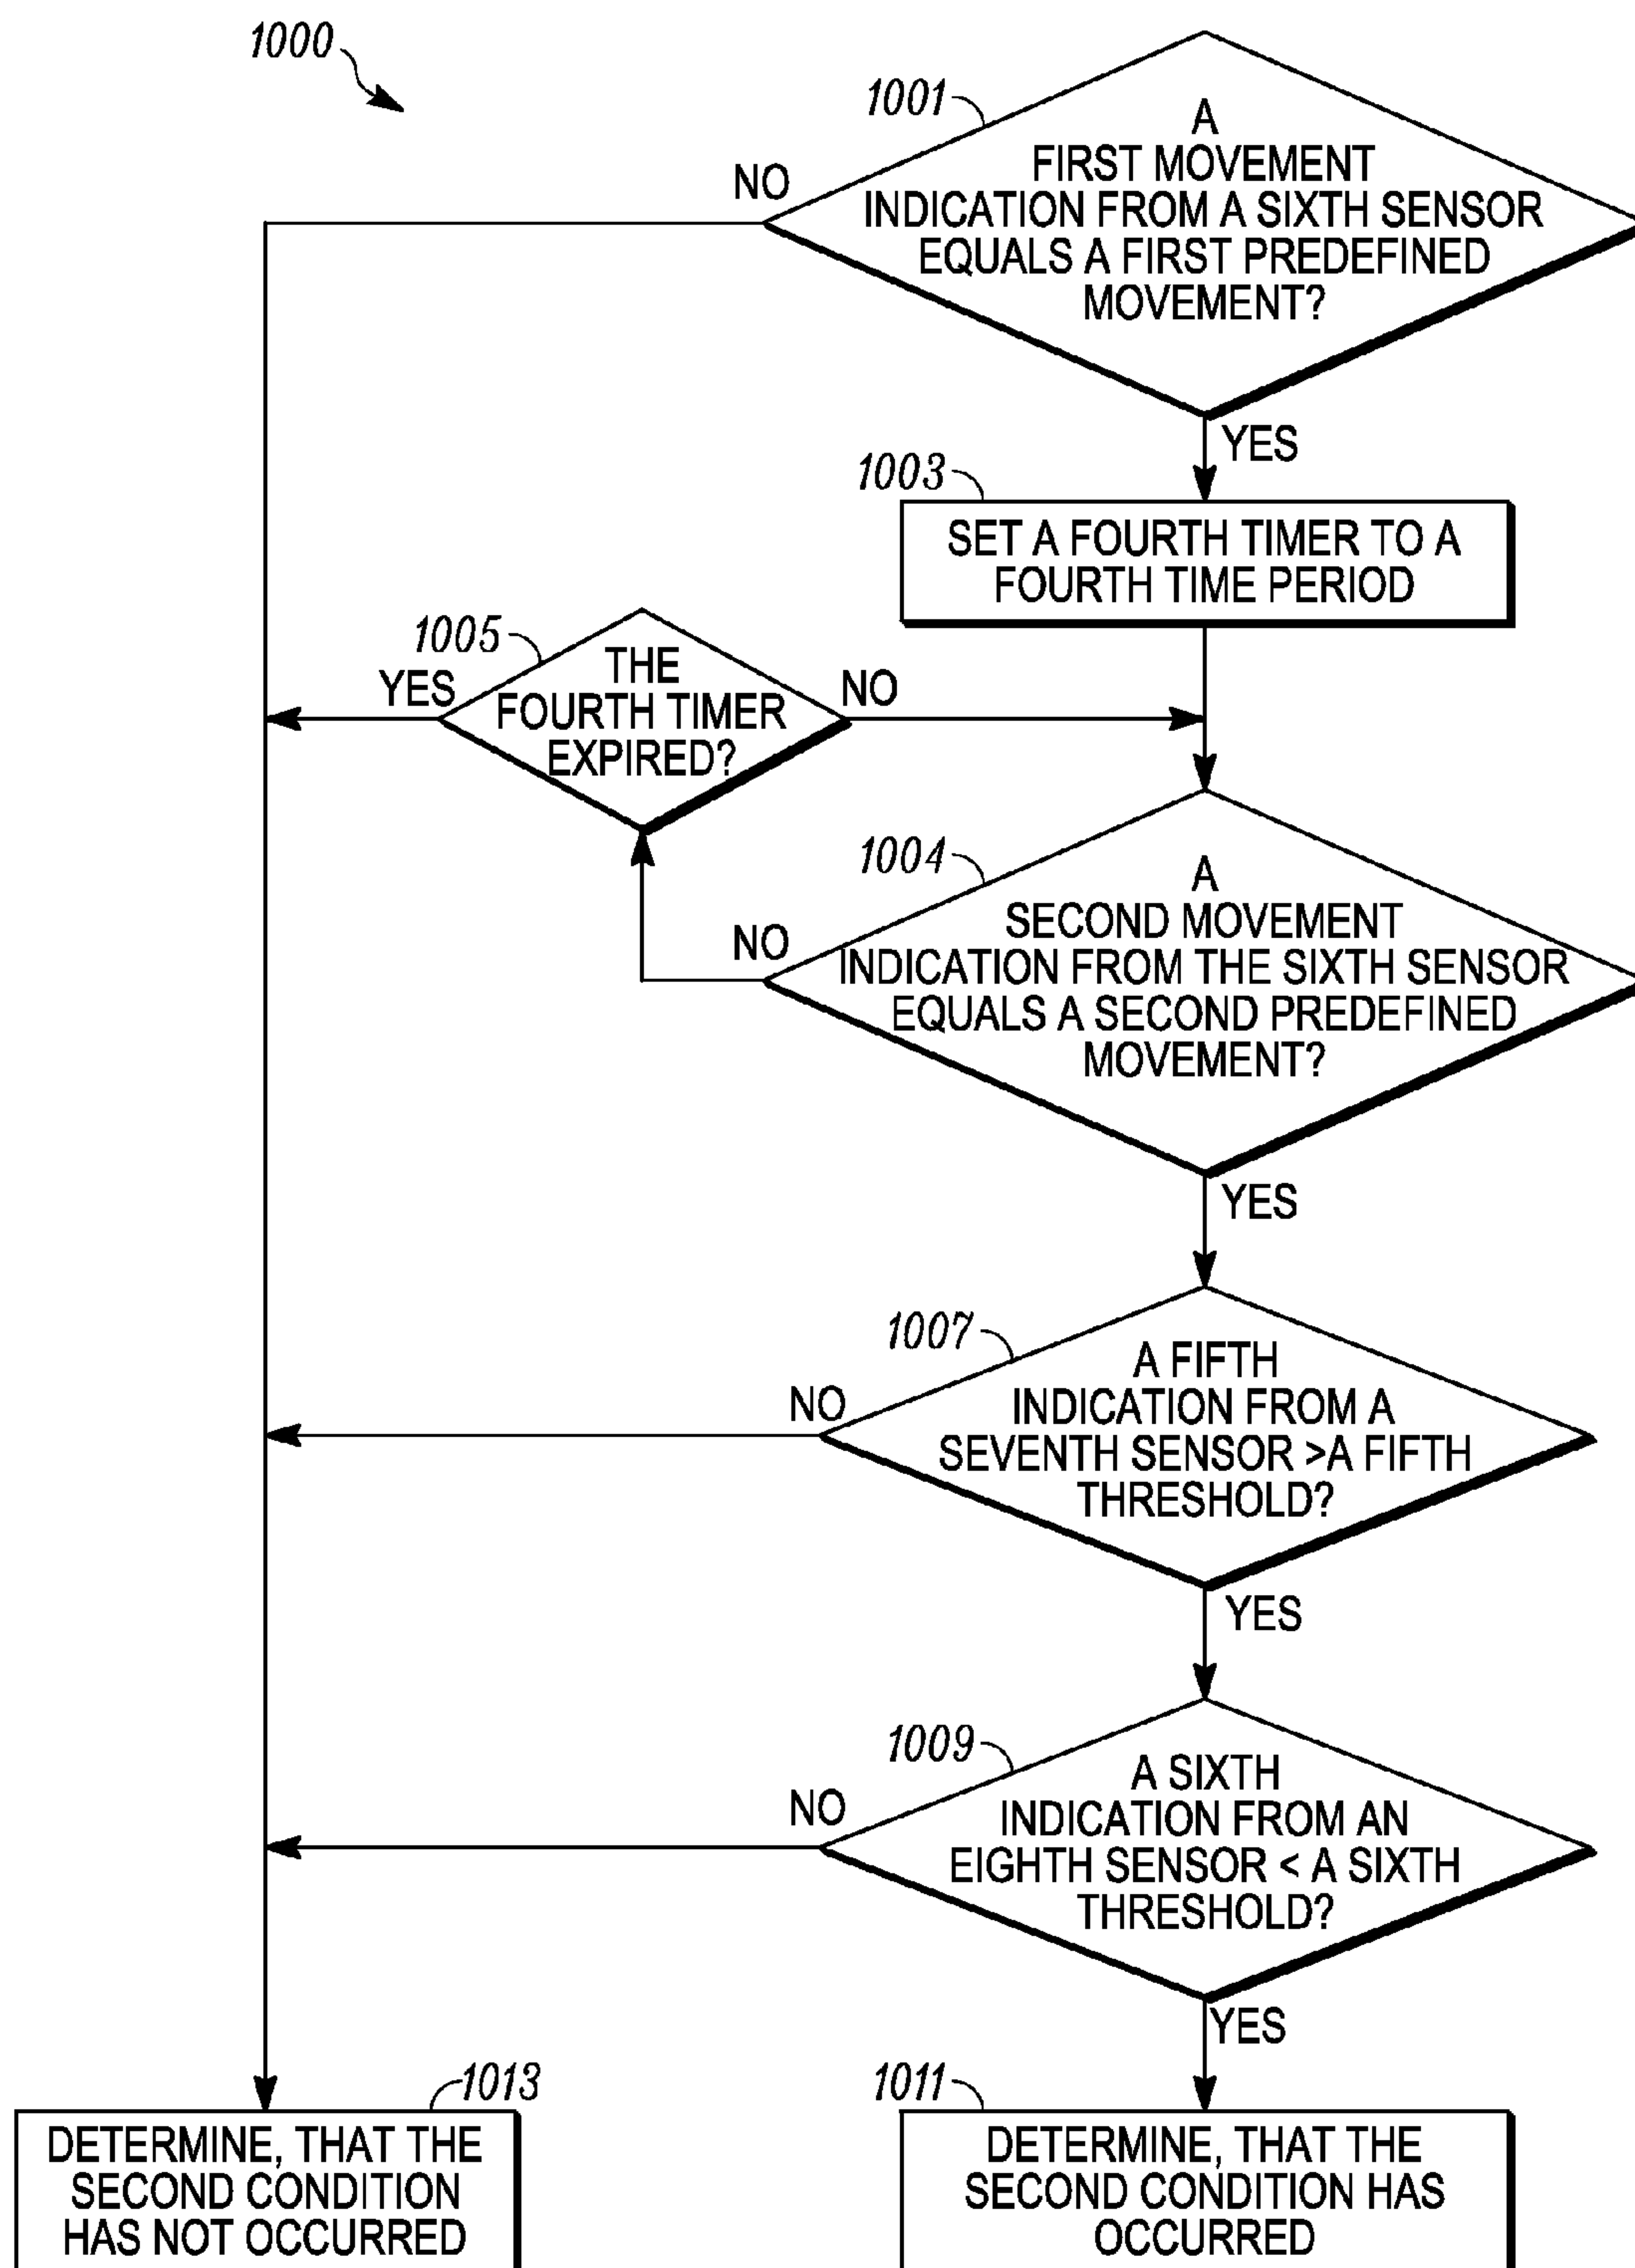 1000
1001
A
FIRST MOVEMENT
INDICATION FROM A SIXTH SENSOR
EQUALS A FIRST PREDEFINED
MOVEMENT?
NO
YES
1003
SET A FOURTH TIMER TO A
FOURTH TIME PERIOD
1005
THE
FOURTH TIMER
EXPIRED?
YES
NO
1004
A
SECOND MOVEMENT
INDICATION FROM THE SIXTH SENSOR
EQUALS A SECOND PREDEFINED
MOVEMENT?
NO
YES
1007
A FIFTH
INDICATION FROM A
SEVENTH SENSOR >A FIFTH
THRESHOLD?
NO
YES
1009
A SIXTH
INDICATION FROM AN
EIGHTH SENSOR < A SIXTH
THRESHOLD?
NO
YES
1013
DETERMINE, THAT THE
SECOND CONDITION
HAS NOT OCCURRED
1011
DETERMINE, THAT THE
SECOND CONDITION HAS
OCCURRED